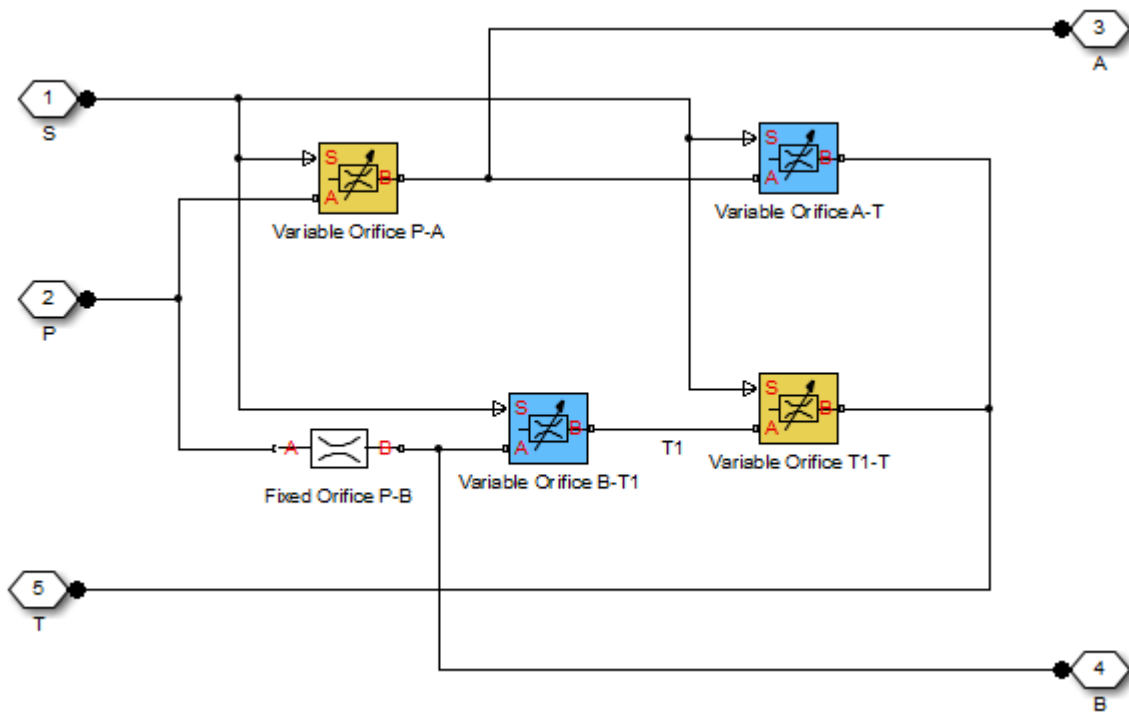 3
A
1
S
S
A
B
Variable Orifice P-A
S
A
B
Variable Orifice A-T
2
P
S
A
B
Variable Orifice T1-T
S
A
B
Variable Orifice B-T1
T1
A
B
Fixed Orifice P-B
5
T
4
B